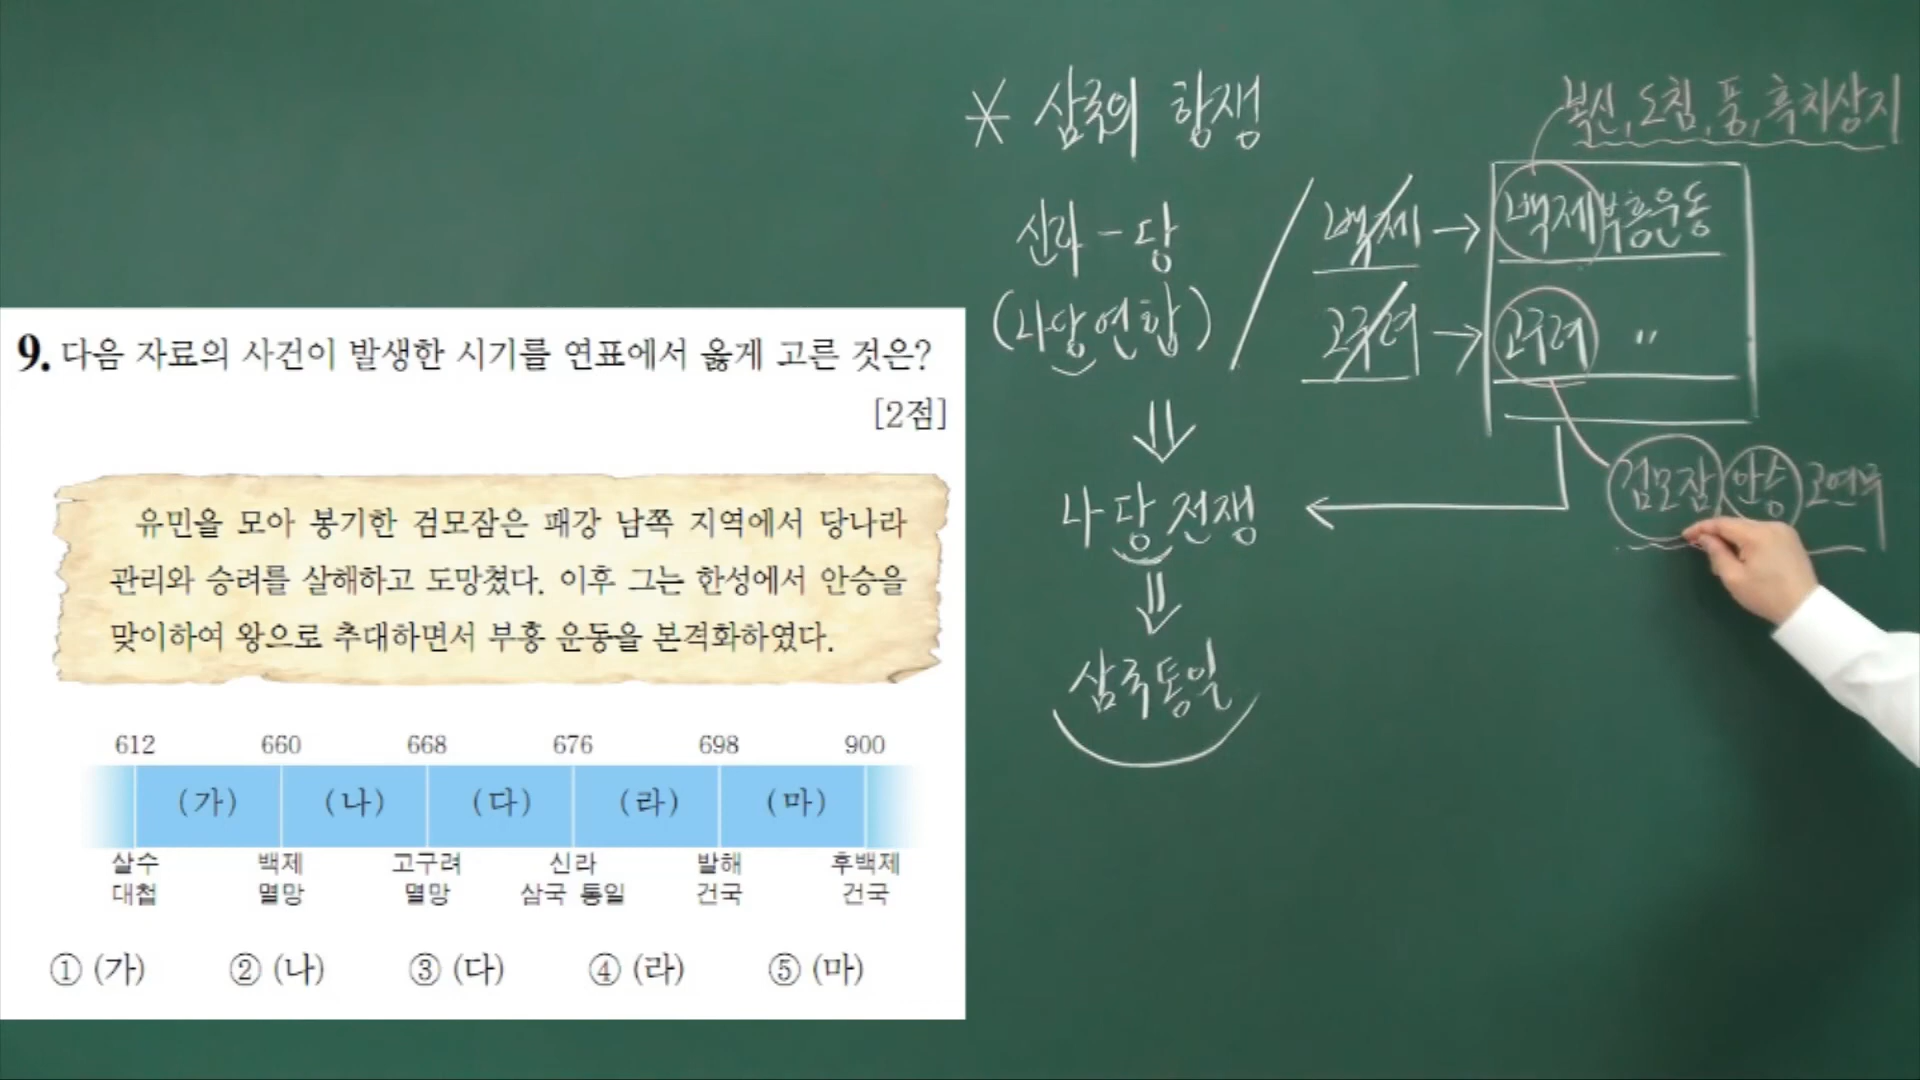 9. 다음 자료의 사건이 발생한 시기를 연표에서 옳게 고른 것은?
[2점]
유민을 모아 봉기한 검모잠은 패강 남쪽 지역에서 당나라
관리와 승려를 살해하고 도망쳤다. 이후 그는 한성에서 안승을
맞이하여 왕으로 추대하면서 부흥 운동을 본격화하였다.
612 660 668 676 698 900
(가) (나) (다) (라) (마)
살수 백제 고구려 신라 발해 후백제
대첩 멸망 멸망 삼국 통일 건국 건국
① (가) ② (나) ③ (다) ④ (라) ⑤ (마)
* 삼국의 항쟁
복신, 도침, 풍, 흑치상지
신라 - 당 / 백제 → 백제부흥운동
(나당연합) 고구려 → 고구려 〃
검모잠 안승 고연무
나당전쟁
삼국통일